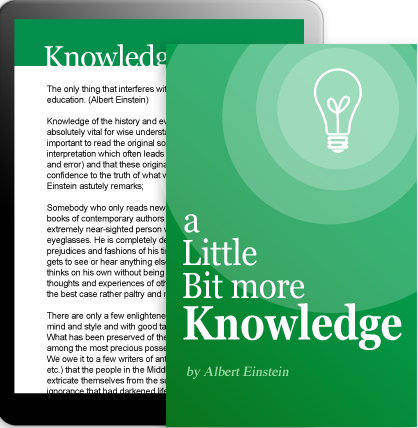 Knowledg
The only thing that interferes wit
education. (Albert Einstein)
Knowledge of the history and ev
absolutely vital for wise understa
important to read the original so
interpretation which often leads
and error) and that these origina
confidence to the truth of what w
Einstein astutely remarks;
Somebody who only reads new
books of contemporary authors
extremely near-sighted person w
eyeglasses. He is completely de
prejudices and fashions of his ti
gets to see or hear anything else
thinks on his own without being
thoughts and experiences of oth
the best case rather paltry and r
There are only a few enlightene
mind and style and with good ta
What has been preserved of the
among the most precious posse
We owe it to a few writers of ant
etc.) that the people in the Midd
extricate themselves from the su
ignorance that had darkened life
a
Little
Bit more
Knowledge
by Albert Einstein